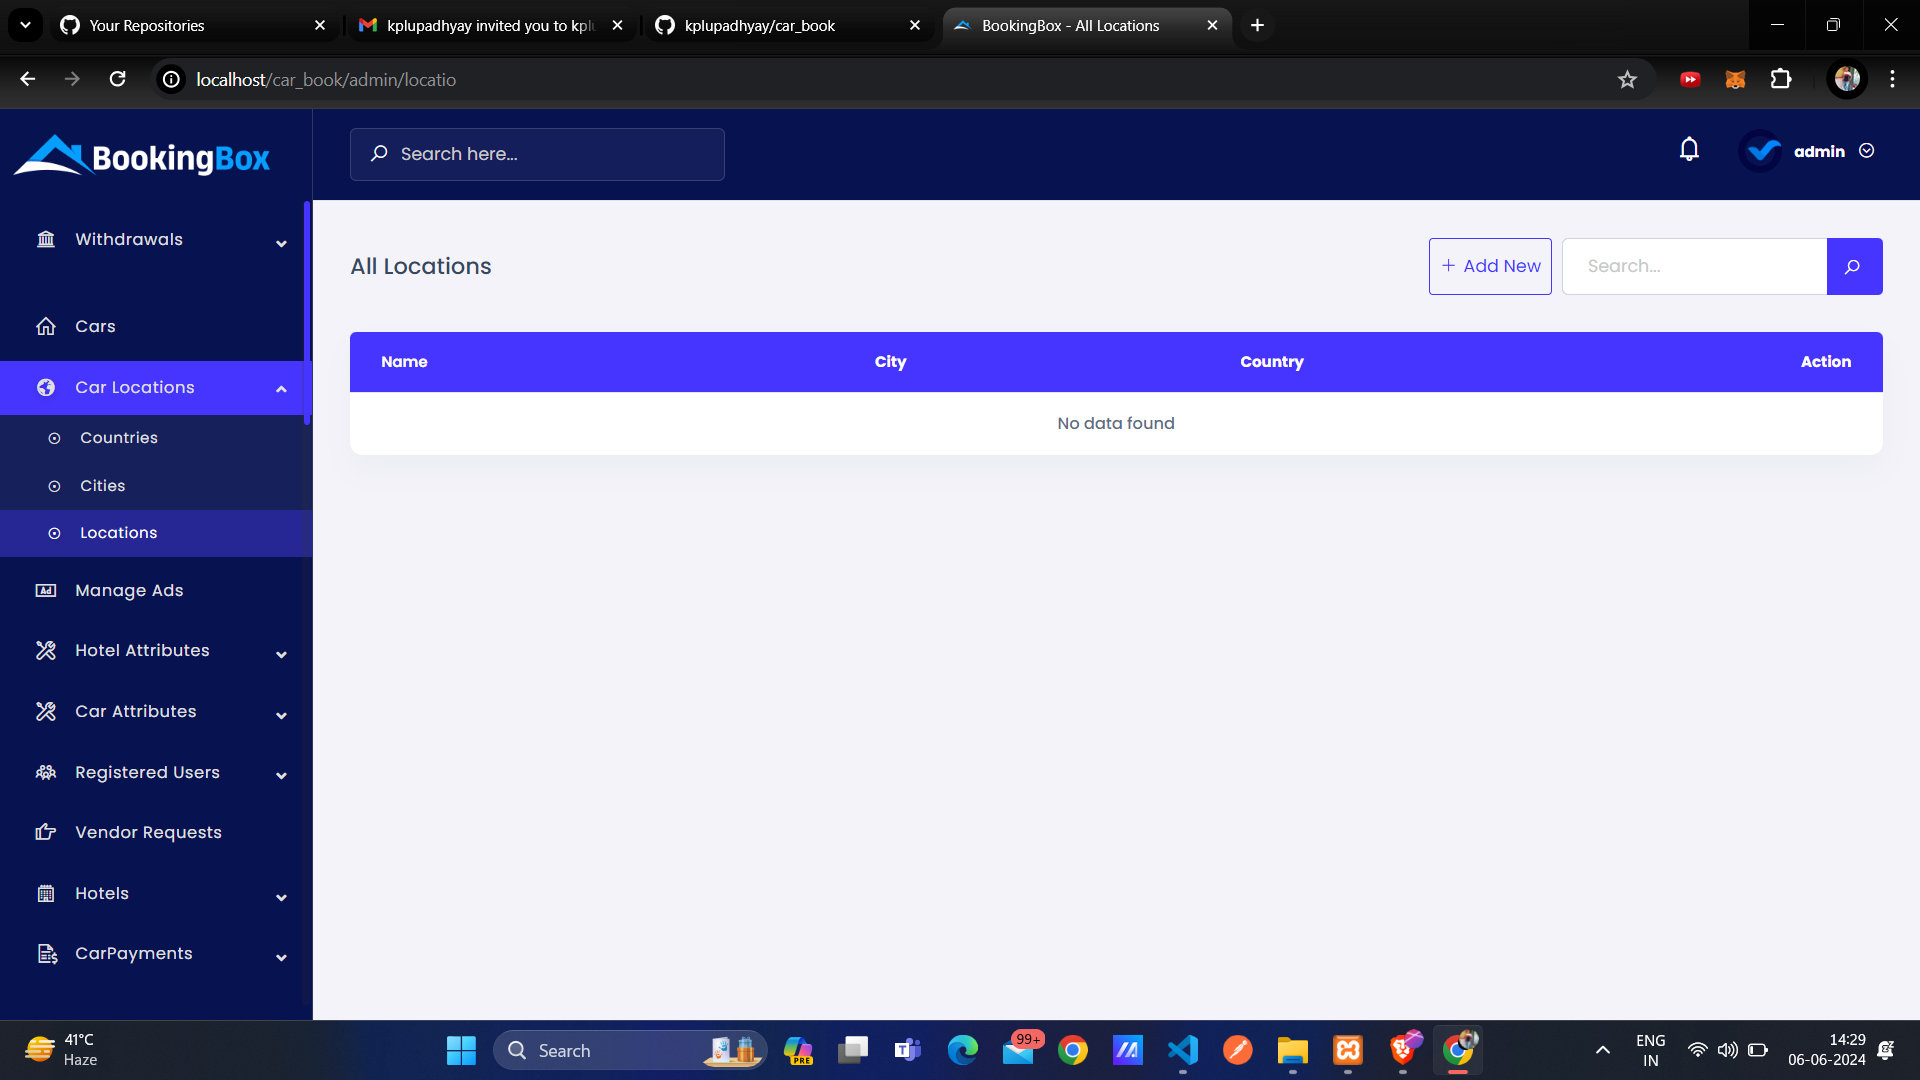 Your Repositories
kplupadhyay invited you to kplu
kplupadhyay/car_book
BookingBox - All Locations
localhost/car_book/admin/locatio
BookingBox
Search here...
admin
Withdrawals
Cars
Car Locations
Countries
Cities
Locations
Manage Ads
Hotel Attributes
Car Attributes
Registered Users
Vendor Requests
Hotels
CarPayments
All Locations
+ Add New
Search...
Name City Country Action
No data found
41°C
Haze
Search
PRE
99+
ENG
IN
14:29
06-06-2024